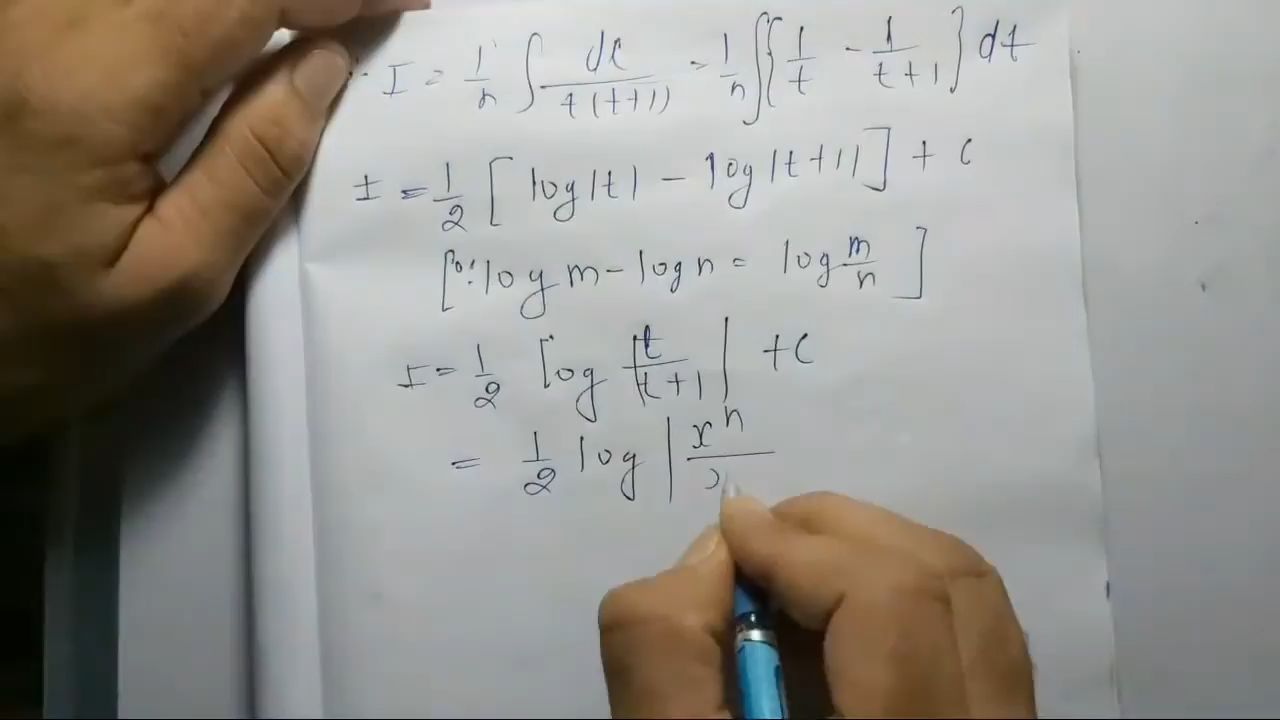 I = 1/n ∫ dt/t(t+1) = 1/n ∫{1/t - 1/t+1} dt
I = 1/2 [log|t| - log|t+1|] + c
[∵ log m - log n = log m/n]
I = 1/2 log |t/t+1| + c
= 1/2 log |x^n/x